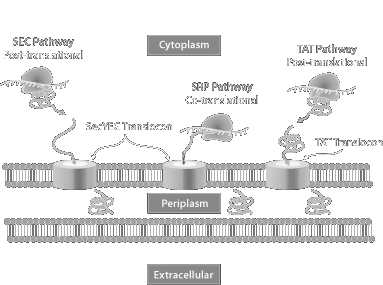 SEC Pathway
Post-translational
Cytoplasm
TAT Pathway
Post-translational
SRP Pathway
Co-translational
SecYEG Translocon
TAT Translocon
Periplasm
Extracellular